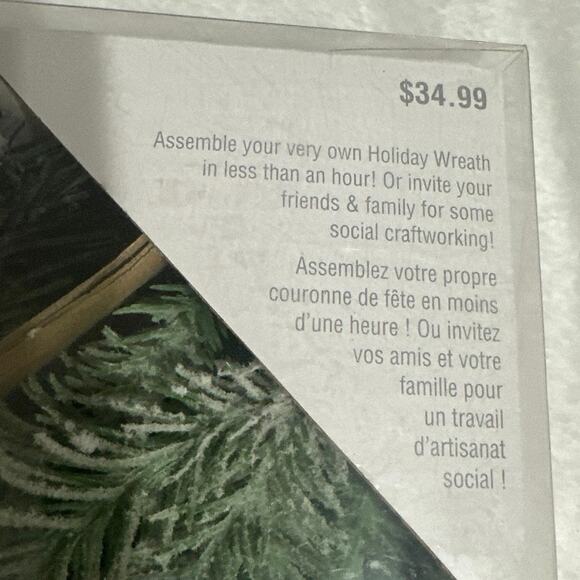 $34.99
Assemble your very own Holiday Wreath
in less than an hour! Or invite your
friends & family for some
social craftworking!
Assemblez votre propre
couronne de fête en moins
d'une heure ! Ou invitez
vos amis et votre
famille pour
un travail
d'artisanat
social !